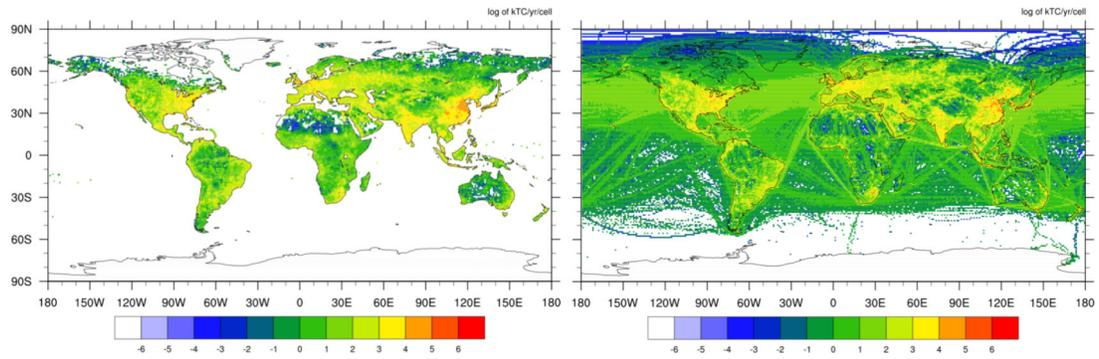 log of kTC/yr/cell
log of kTC/yr/cell
90N
60N
30N
0
30S
60S
90S
180 150W 120W 90W 60W 30W 0 30E 60E 90E 120E 150E 180
180 150W 120W 90W 60W 30W 0 30E 60E 90E 120E 150E 180
-6 -5 -4 -3 -2 -1 0 1 2 3 4 5 6
-6 -5 -4 -3 -2 -1 0 1 2 3 4 5 6